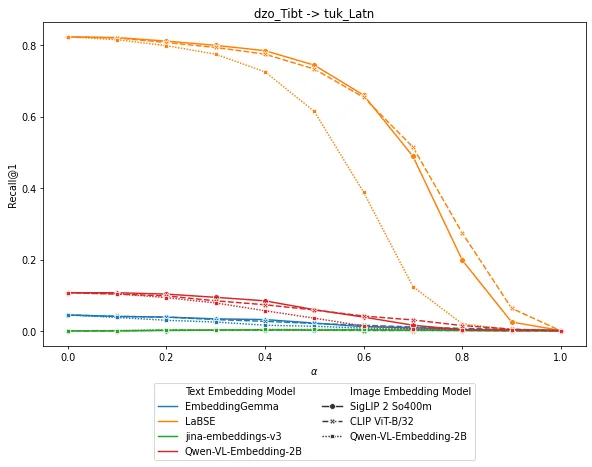 dzo_Tibt -> tuk_Latn
Recall@1
0.8
0.6
0.4
0.2
0.0
0.0 0.2 0.4 0.6 0.8 1.0
α
Text Embedding Model
EmbeddingGemma
LaBSE
jina-embeddings-v3
Qwen-VL-Embedding-2B
Image Embedding Model
SigLIP 2 So400m
CLIP ViT-B/32
Qwen-VL-Embedding-2B